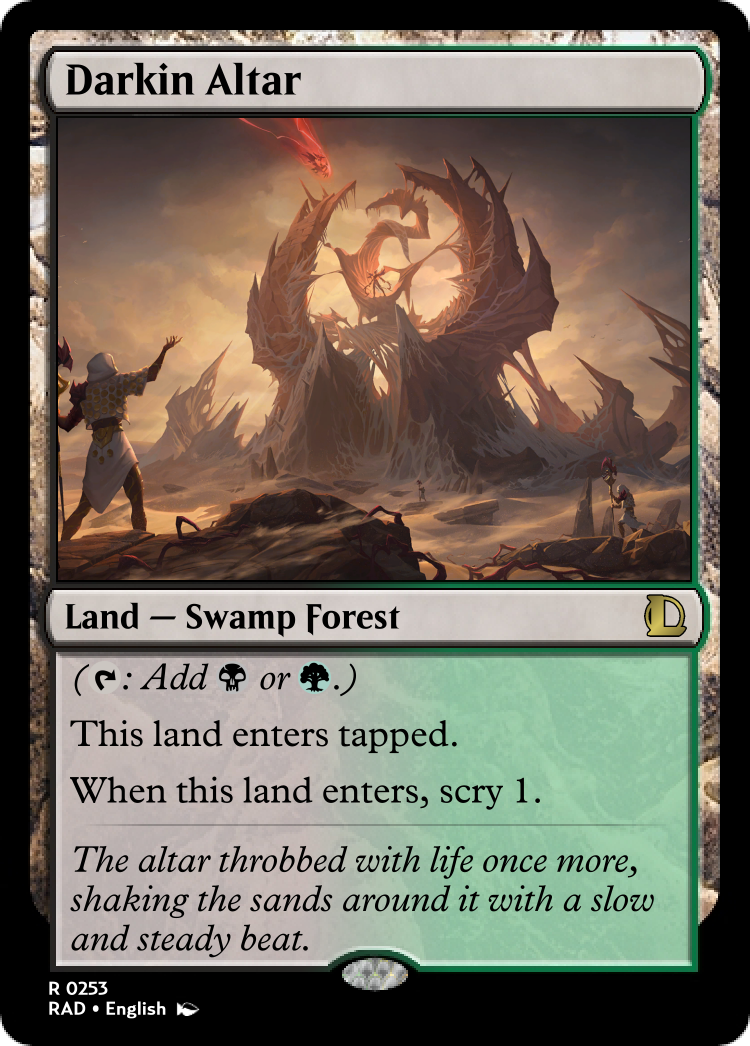 Darkin Altar
Land — Swamp Forest
(: Add or .)
This land enters tapped.
When this land enters, scry 1.
The altar throbbed with life once more,
shaking the sands around it with a slow
and steady beat.
R 0253
RAD • English